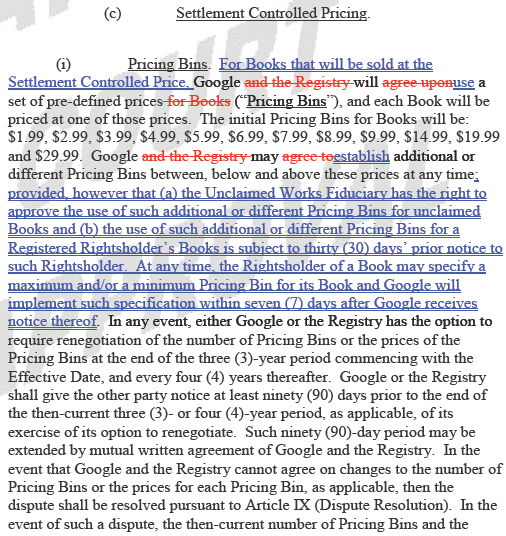 (c) Settlement Controlled Pricing.
(i) Pricing Bins. For Books that will be sold at the
Settlement Controlled Price, Google and the Registry will agree uponuse a
set of pre-defined prices for Books (“Pricing Bins”), and each Book will be
priced at one of those prices. The initial Pricing Bins for Books will be:
$1.99, $2.99, $3.99, $4.99, $5.99, $6.99, $7.99, $8.99, $9.99, $14.99, $19.99
and $29.99. Google and the Registry may agree toestablish additional or
different Pricing Bins between, below and above these prices at any time;
provided, however that (a) the Unclaimed Works Fiduciary has the right to
approve the use of such additional or different Pricing Bins for unclaimed
Books and (b) the use of such additional or different Pricing Bins for a
Registered Rightsholder’s Books is subject to thirty (30) days’ prior notice to
such Rightsholder. At any time, the Rightsholder of a Book may specify a
maximum and/or a minimum Pricing Bin for its Book and Google will
implement such specification within seven (7) days after Google receives
notice thereof. In any event, either Google or the Registry has the option to
require renegotiation of the number of Pricing Bins or the prices of the
Pricing Bins at the end of the three (3)-year period commencing with the
Effective Date, and every four (4) years thereafter. Google or the Registry
shall give the other party notice at least ninety (90) days prior to the end of
the then-current three (3)- or four (4)-year period, as applicable, of its
exercise of its option to renegotiate. Such ninety (90)-day period may be
extended by mutual written agreement of Google and the Registry. In the
event that Google and the Registry cannot agree on changes to the number of
Pricing Bins or the prices for each Pricing Bin, as applicable, then the
dispute shall be resolved pursuant to Article IX (Dispute Resolution). In the
event of such a dispute, the then-current number of Pricing Bins and the
COURT
APPROVAL